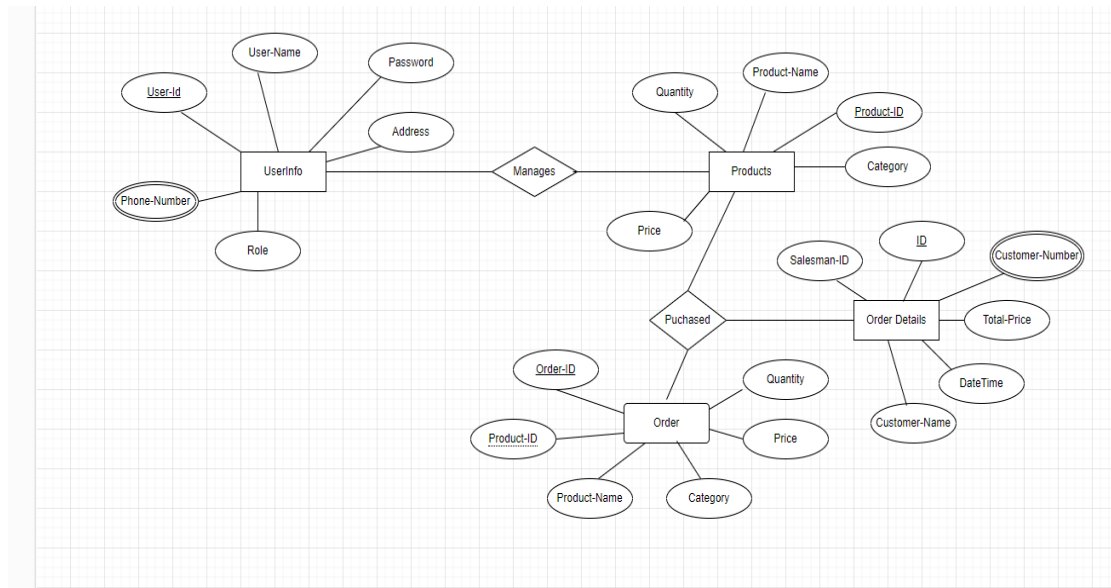 User-Name
Password
User-Id
Address
UserInfo
Phone-Number
Role
Manages
Product-Name
Quantity
Product-ID
Category
Products
Price
ID
Salesman-ID
Customer-Number
Puchased
Order Details
Total-Price
DateTime
Customer-Name
Order-ID
Quantity
Order
Product-ID
Price
Product-Name
Category